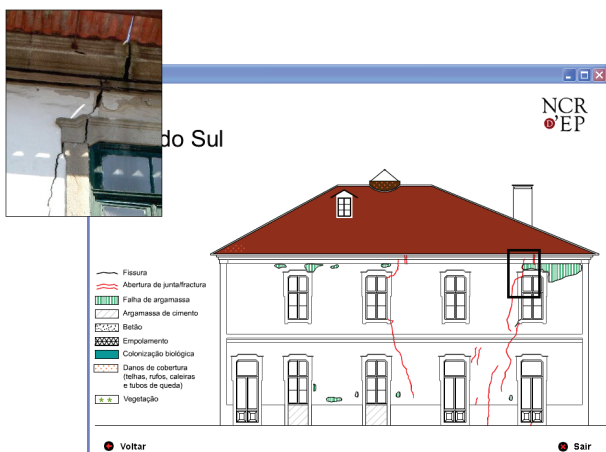 do Sul
NCR
D'EP
Fissura
Abertura de junta/fractura
Falha de argamassa
Argamassa de cimento
Betão
Empolamento
Colonização biológica
Danos de cobertura
(telhas, rufos, caleiras
e tubos de queda)
Vegetação
Voltar
Sair